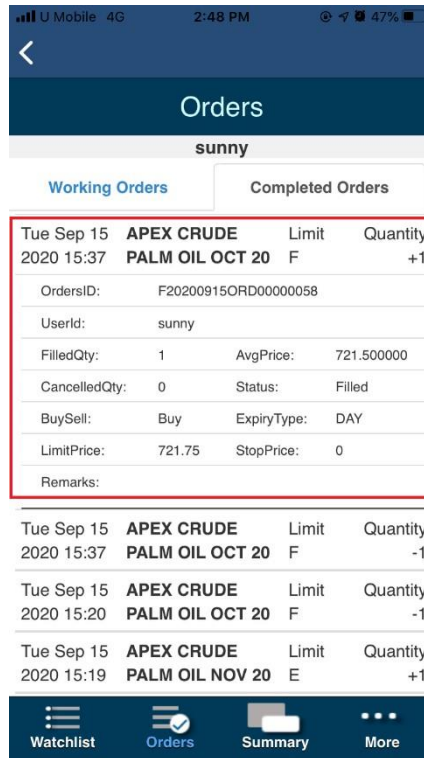 U Mobile 4G 2:48 PM 47%
Orders
sunny
Working Orders Completed Orders
Tue Sep 15 APEX CRUDE Limit Quantity
2020 15:37 PALM OIL OCT 20 F +1
OrdersID: F20200915ORD00000058
UserId: sunny
FilledQty: 1 AvgPrice: 721.500000
CancelledQty: 0 Status: Filled
BuySell: Buy ExpiryType: DAY
LimitPrice: 721.75 StopPrice: 0
Remarks:
Tue Sep 15 APEX CRUDE Limit Quantity
2020 15:37 PALM OIL OCT 20 F -1
Tue Sep 15 APEX CRUDE Limit Quantity
2020 15:20 PALM OIL OCT 20 F -1
Tue Sep 15 APEX CRUDE Limit Quantity
2020 15:19 PALM OIL NOV 20 E +1
Watchlist Orders Summary More